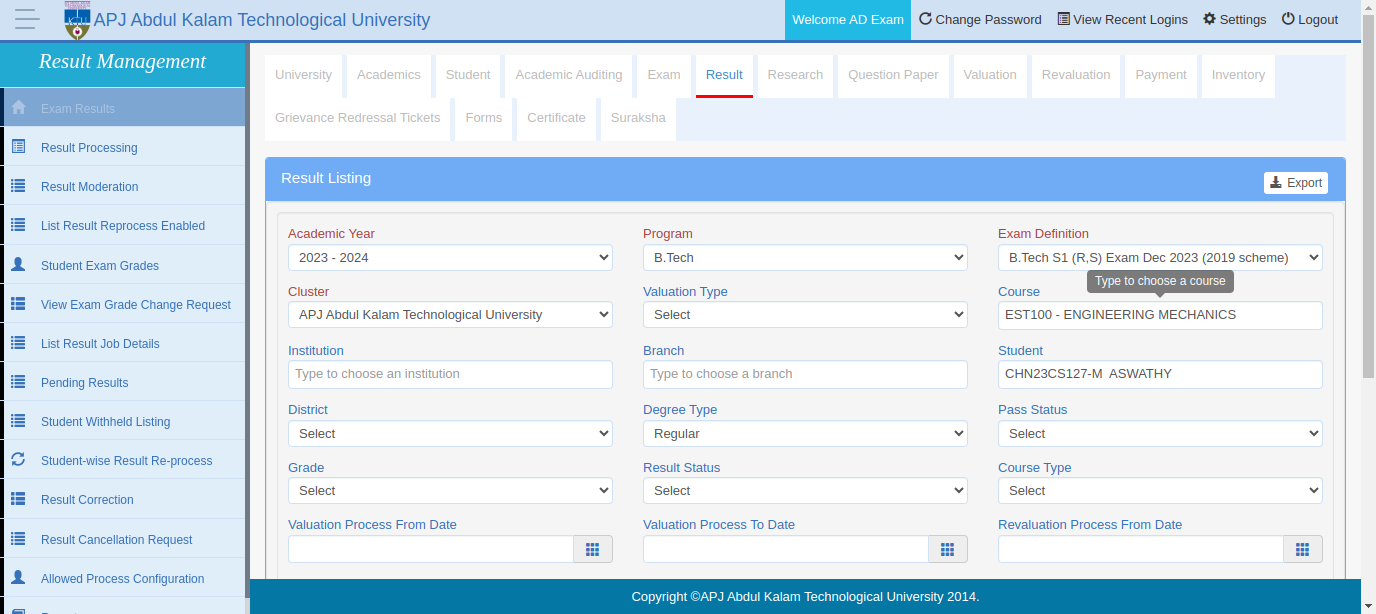 APJ Abdul Kalam Technological University
Welcome AD Exam Change Password View Recent Logins Settings Logout
Result Management
Exam Results
Result Processing
Result Moderation
List Result Reprocess Enabled
Student Exam Grades
View Exam Grade Change Request
List Result Job Details
Pending Results
Student Withheld Listing
Student-wise Result Re-process
Result Correction
Result Cancellation Request
Allowed Process Configuration
University Academics Student Academic Auditing Exam Result Research Question Paper Valuation Revaluation Payment Inventory
Grievance Redressal Tickets Forms Certificate Suraksha
Result Listing
Export
Academic Year Program Exam Definition
2023 - 2024 B.Tech B.Tech S1 (R,S) Exam Dec 2023 (2019 scheme)
Type to choose a course
Cluster Valuation Type Course
APJ Abdul Kalam Technological University Select EST100 - ENGINEERING MECHANICS
Institution Branch Student
Type to choose an institution Type to choose a branch CHN23CS127-M ASWATHY
District Degree Type Pass Status
Select Regular Select
Grade Result Status Course Type
Select Select Select
Valuation Process From Date Valuation Process To Date Revaluation Process From Date
Copyright ©APJ Abdul Kalam Technological University 2014.